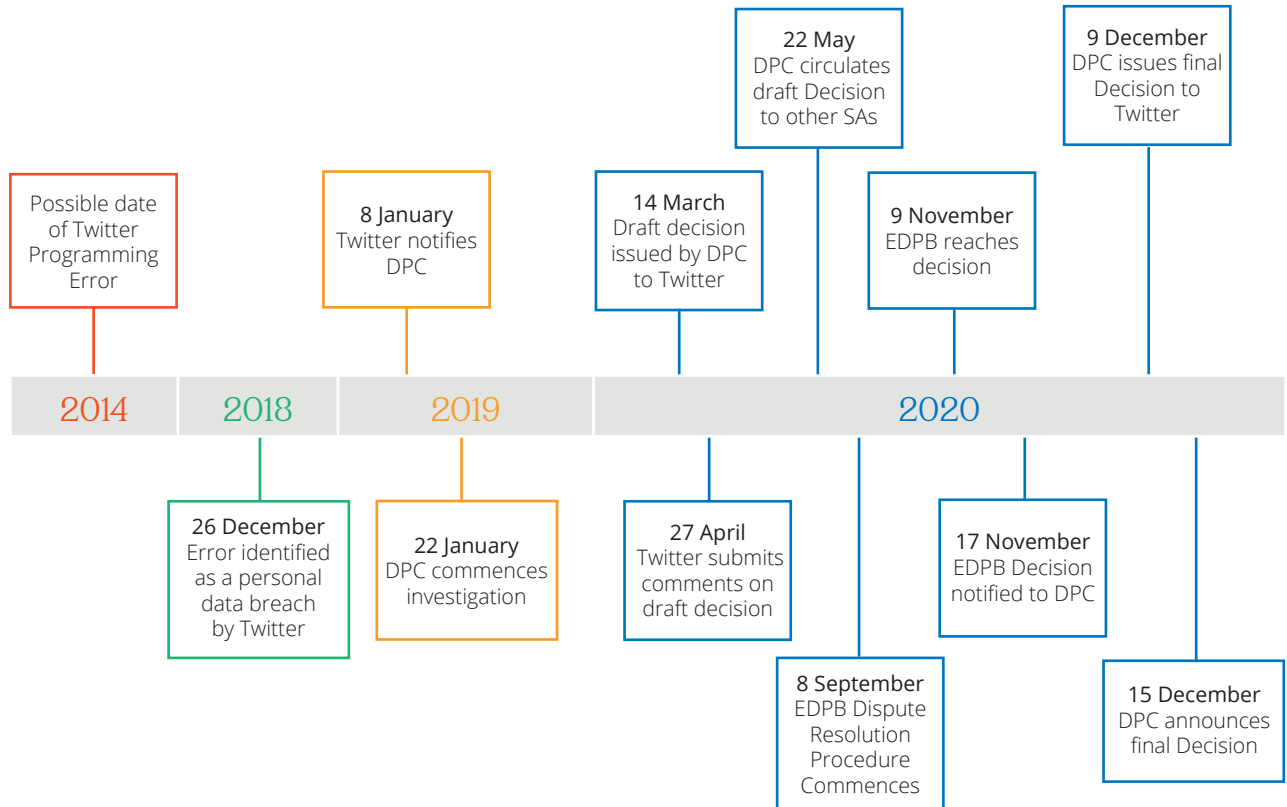 22 May
DPC circulates
draft Decision
to other SAs
9 December
DPC issues final
Decision to
Twitter
Possible date
of Twitter
Programming
Error
8 January
Twitter notifies
DPC
14 March
Draft decision
issued by DPC
to Twitter
9 November
EDPB reaches
decision
2014
2018
2019
2020
26 December
Error identified
as a personal
data breach
by Twitter
22 January
DPC commences
investigation
27 April
Twitter submits
comments on
draft decision
17 November
EDPB Decision
notified to DPC
8 September
EDPB Dispute
Resolution
Procedure
Commences
15 December
DPC announces
final Decision